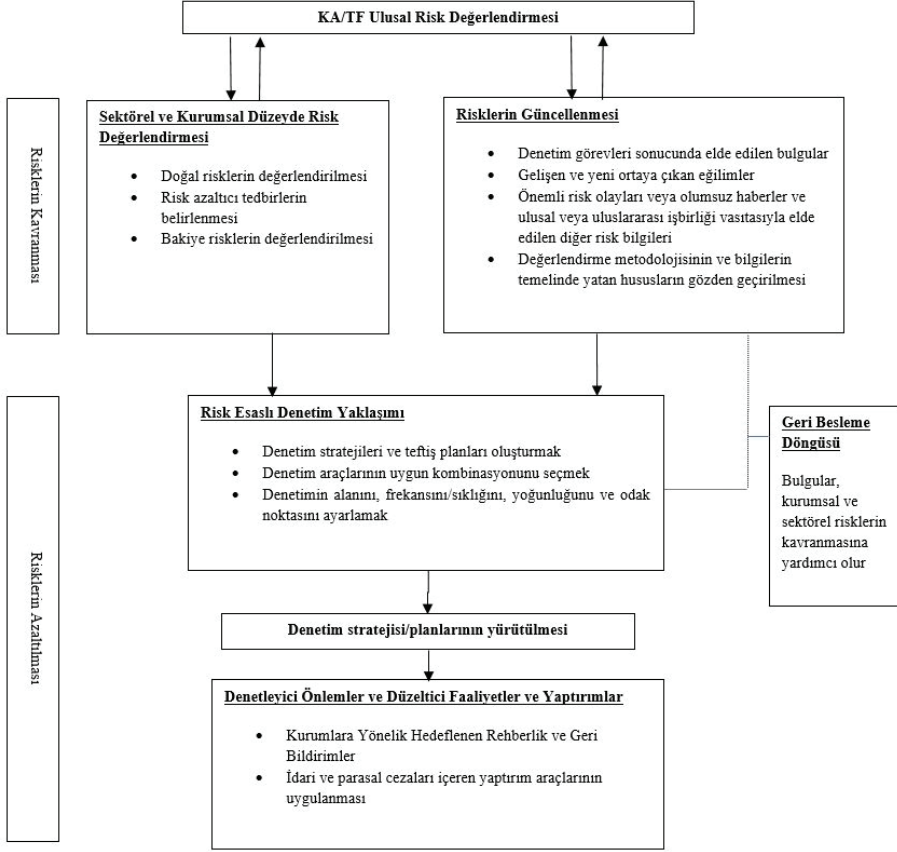 KA/TF Ulusal Risk Değerlendirmesi
Risklerin Kavranması
Sektörel ve Kurumsal Düzeyde Risk
Değerlendirmesi
• Doğal risklerin değerlendirilmesi
• Risk azaltıcı tedbirlerin
belirlenmesi
• Bakiye risklerin değerlendirilmesi
Risklerin Güncellenmesi
• Denetim görevleri sonucunda elde edilen bulgular
• Gelişen ve yeni ortaya çıkan eğilimler
• Önemli risk olayları veya olumsuz haberler ve
ulusal veya uluslararası işbirliği vasıtasıyla elde
edilen diğer risk bilgileri
• Değerlendirme metodolojisinin ve bilgilerin
temelinde yatan hususların gözden geçirilmesi
Risklerin Azaltılması
Risk Esaslı Denetim Yaklaşımı
• Denetim stratejileri ve teftiş planları oluşturmak
• Denetim araçlarının uygun kombinasyonunu seçmek
• Denetimin alanını, frekansını/sıklığını, yoğunluğunu ve odak
noktasını ayarlamak
Geri Besleme
Döngüsü
Bulgular,
kurumsal ve
sektörel risklerin
kavranmasına
yardımcı olur
Denetim stratejisi/planlarının yürütülmesi
Denetleyici Önlemler ve Düzeltici Faaliyetler ve Yaptırımlar
• Kurumlara Yönelik Hedeflenen Rehberlik ve Geri
Bildirimler
• İdari ve parasal cezaları içeren yaptırım araçlarının
uygulanması